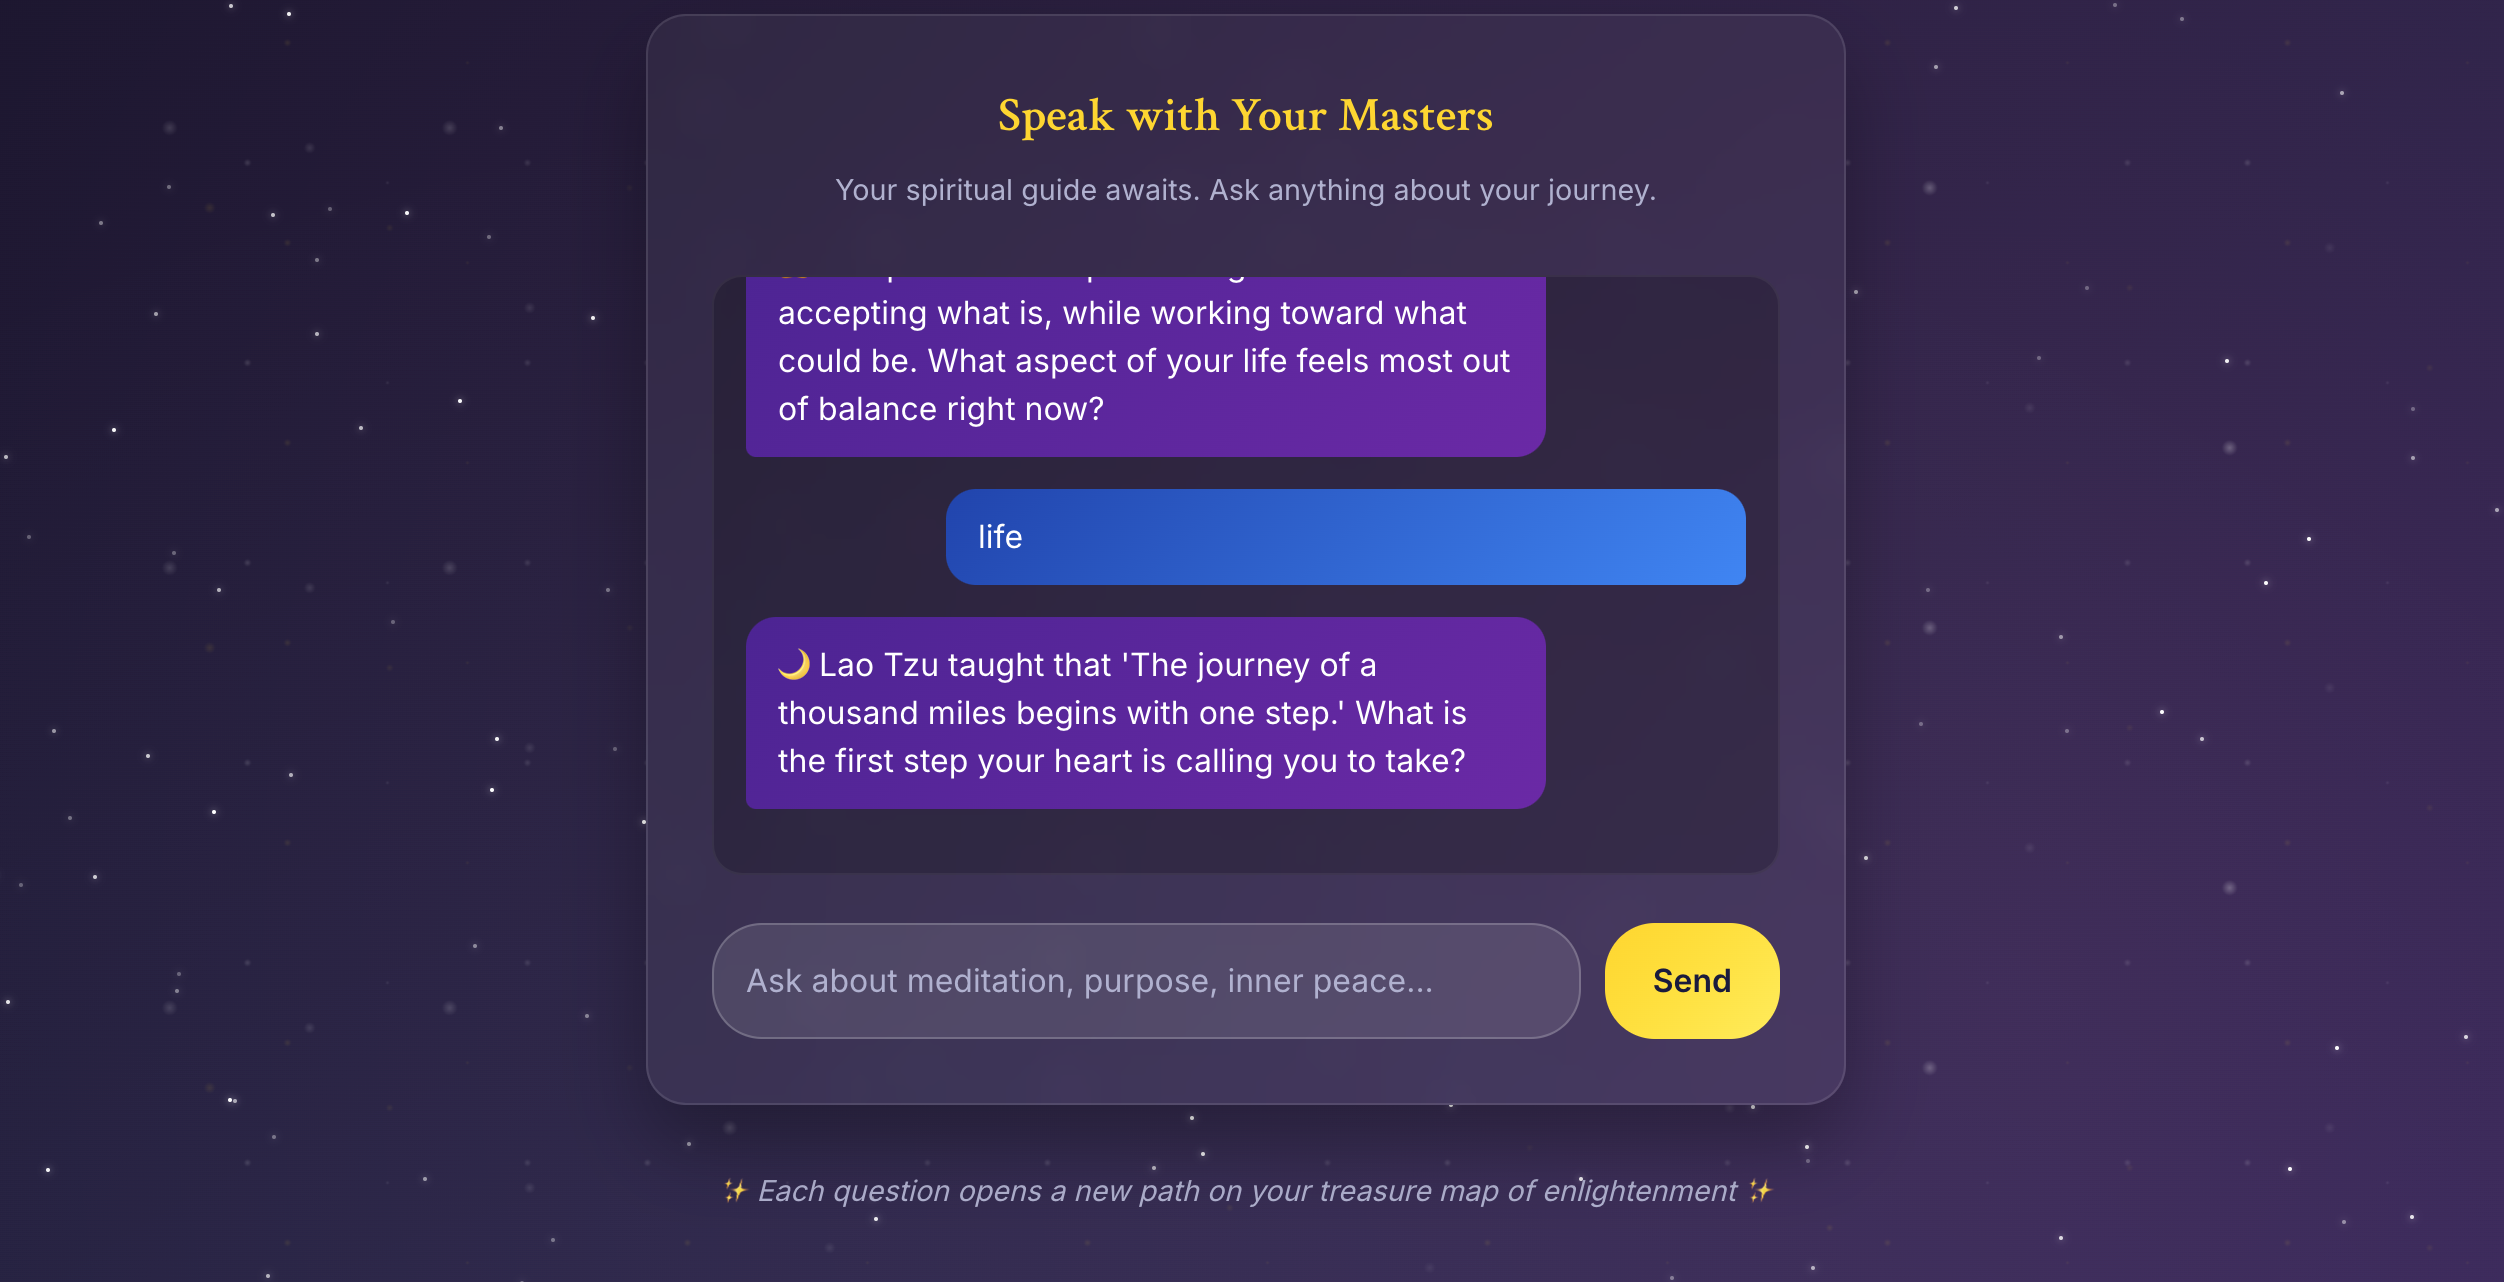 Speak with Your Masters
Your spiritual guide awaits. Ask anything about your journey.
accepting what is, while working toward what
could be. What aspect of your life feels most out
of balance right now?
life
🌙 Lao Tzu taught that 'The journey of a
thousand miles begins with one step.' What is
the first step your heart is calling you to take?
Ask about meditation, purpose, inner peace...
Send
✨ Each question opens a new path on your treasure map of enlightenment ✨